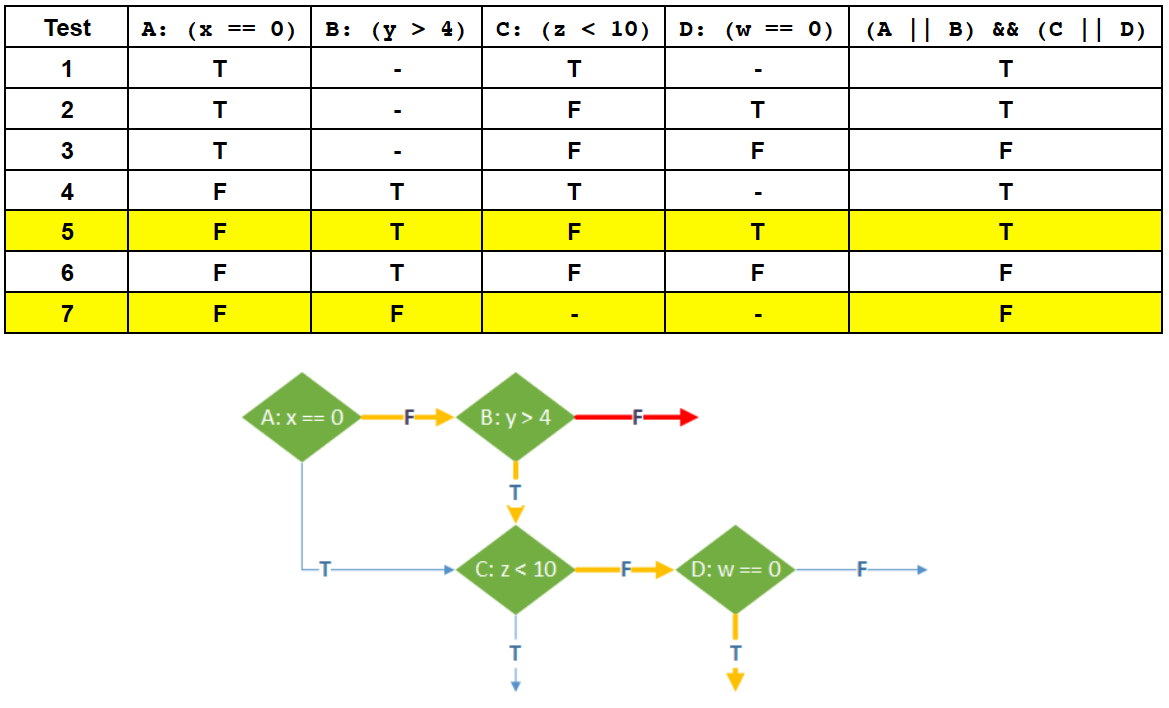 Test A: (x == 0) B: (y > 4) C: (z < 10) D: (w == 0) (A || B) && (C || D)
1 T - T - T
2 T - F T T
3 T - F F F
4 F T T - T
5 F T F T T
6 F T F F F
7 F F - - F
A: x == 0 F B: y > 4 F
T
T C: z < 10 F D: w == 0 F
T T